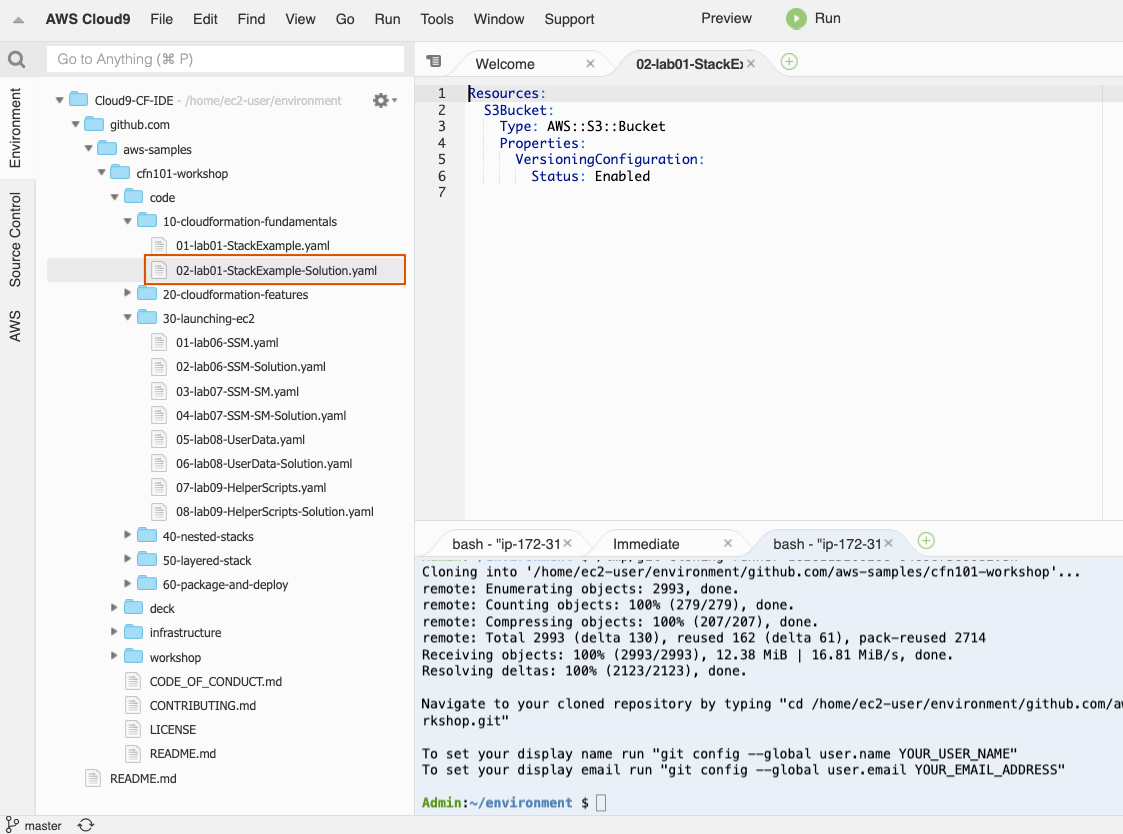 AWS Cloud9 File Edit Find View Go Run Tools Window Support Preview Run
Go to Anything (⌘ P)
Environment
Source Control
AWS
Cloud9-CF-IDE - /home/ec2-user/environment
github.com
aws-samples
cfn101-workshop
code
10-cloudformation-fundamentals
01-lab01-StackExample.yaml
02-lab01-StackExample-Solution.yaml
20-cloudformation-features
30-launching-ec2
01-lab06-SSM.yaml
02-lab06-SSM-Solution.yaml
03-lab07-SSM-SM.yaml
04-lab07-SSM-SM-Solution.yaml
05-lab08-UserData.yaml
06-lab08-UserData-Solution.yaml
07-lab09-HelperScripts.yaml
08-lab09-HelperScripts-Solution.yaml
40-nested-stacks
50-layered-stack
60-package-and-deploy
deck
infrastructure
workshop
CODE_OF_CONDUCT.md
CONTRIBUTING.md
LICENSE
README.md
README.md
Welcome 02-lab01-StackEx
1 Resources:
2 S3Bucket:
3 Type: AWS::S3::Bucket
4 Properties:
5 VersioningConfiguration:
6 Status: Enabled
7
bash - "ip-172-31 Immediate bash - "ip-172-31
Cloning into '/home/ec2-user/environment/github.com/aws-samples/cfn101-workshop'...
remote: Enumerating objects: 2993, done.
remote: Counting objects: 100% (279/279), done.
remote: Compressing objects: 100% (207/207), done.
remote: Total 2993 (delta 130), reused 162 (delta 61), pack-reused 2714
Receiving objects: 100% (2993/2993), 12.38 MiB | 16.81 MiB/s, done.
Resolving deltas: 100% (2123/2123), done.
Navigate to your cloned repository by typing "cd /home/ec2-user/environment/github.com/aw
rkshop.git"
To set your display name run "git config --global user.name YOUR_USER_NAME"
To set your display email run "git config --global user.email YOUR_EMAIL_ADDRESS"
Admin:~/environment $
master